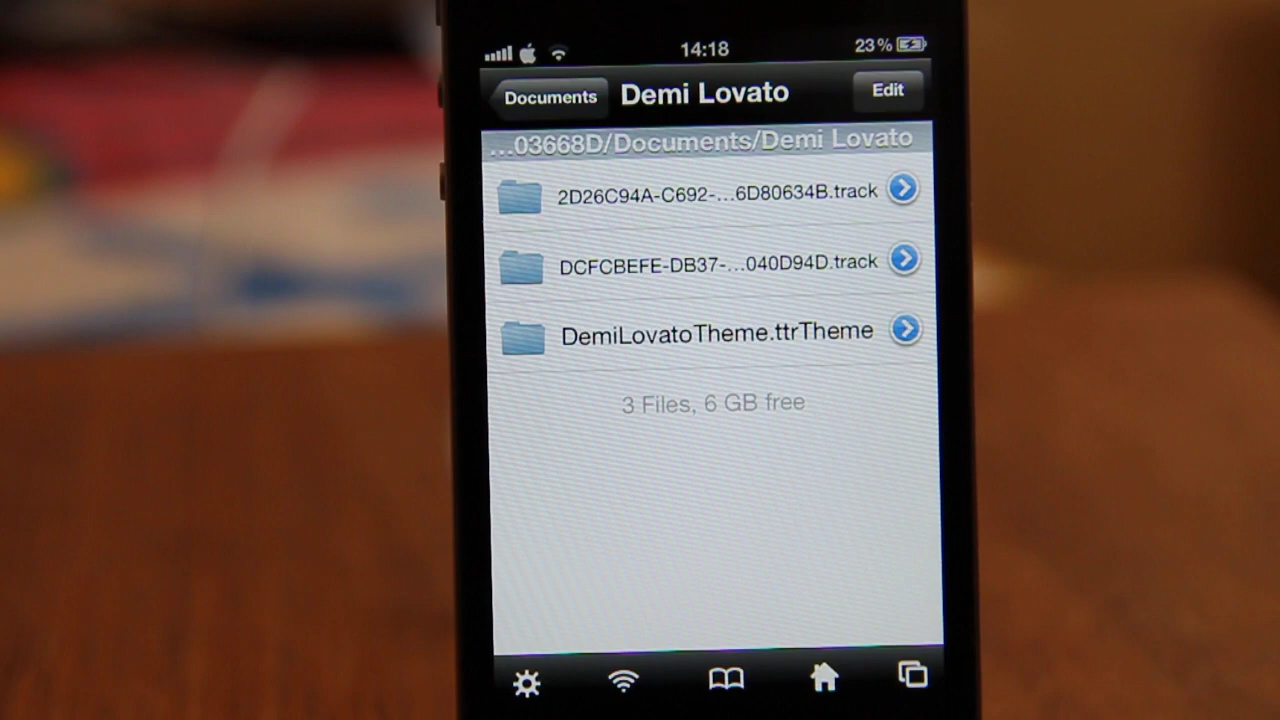 14:18
23%
Documents
Demi Lovato
Edit
...03668D/Documents/Demi Lovato
2D26C94A-C692-...6D80634B.track
DCFCBEFE-DB37-...040D94D.track
DemiLovatoTheme.ttrTheme
3 Files, 6 GB free